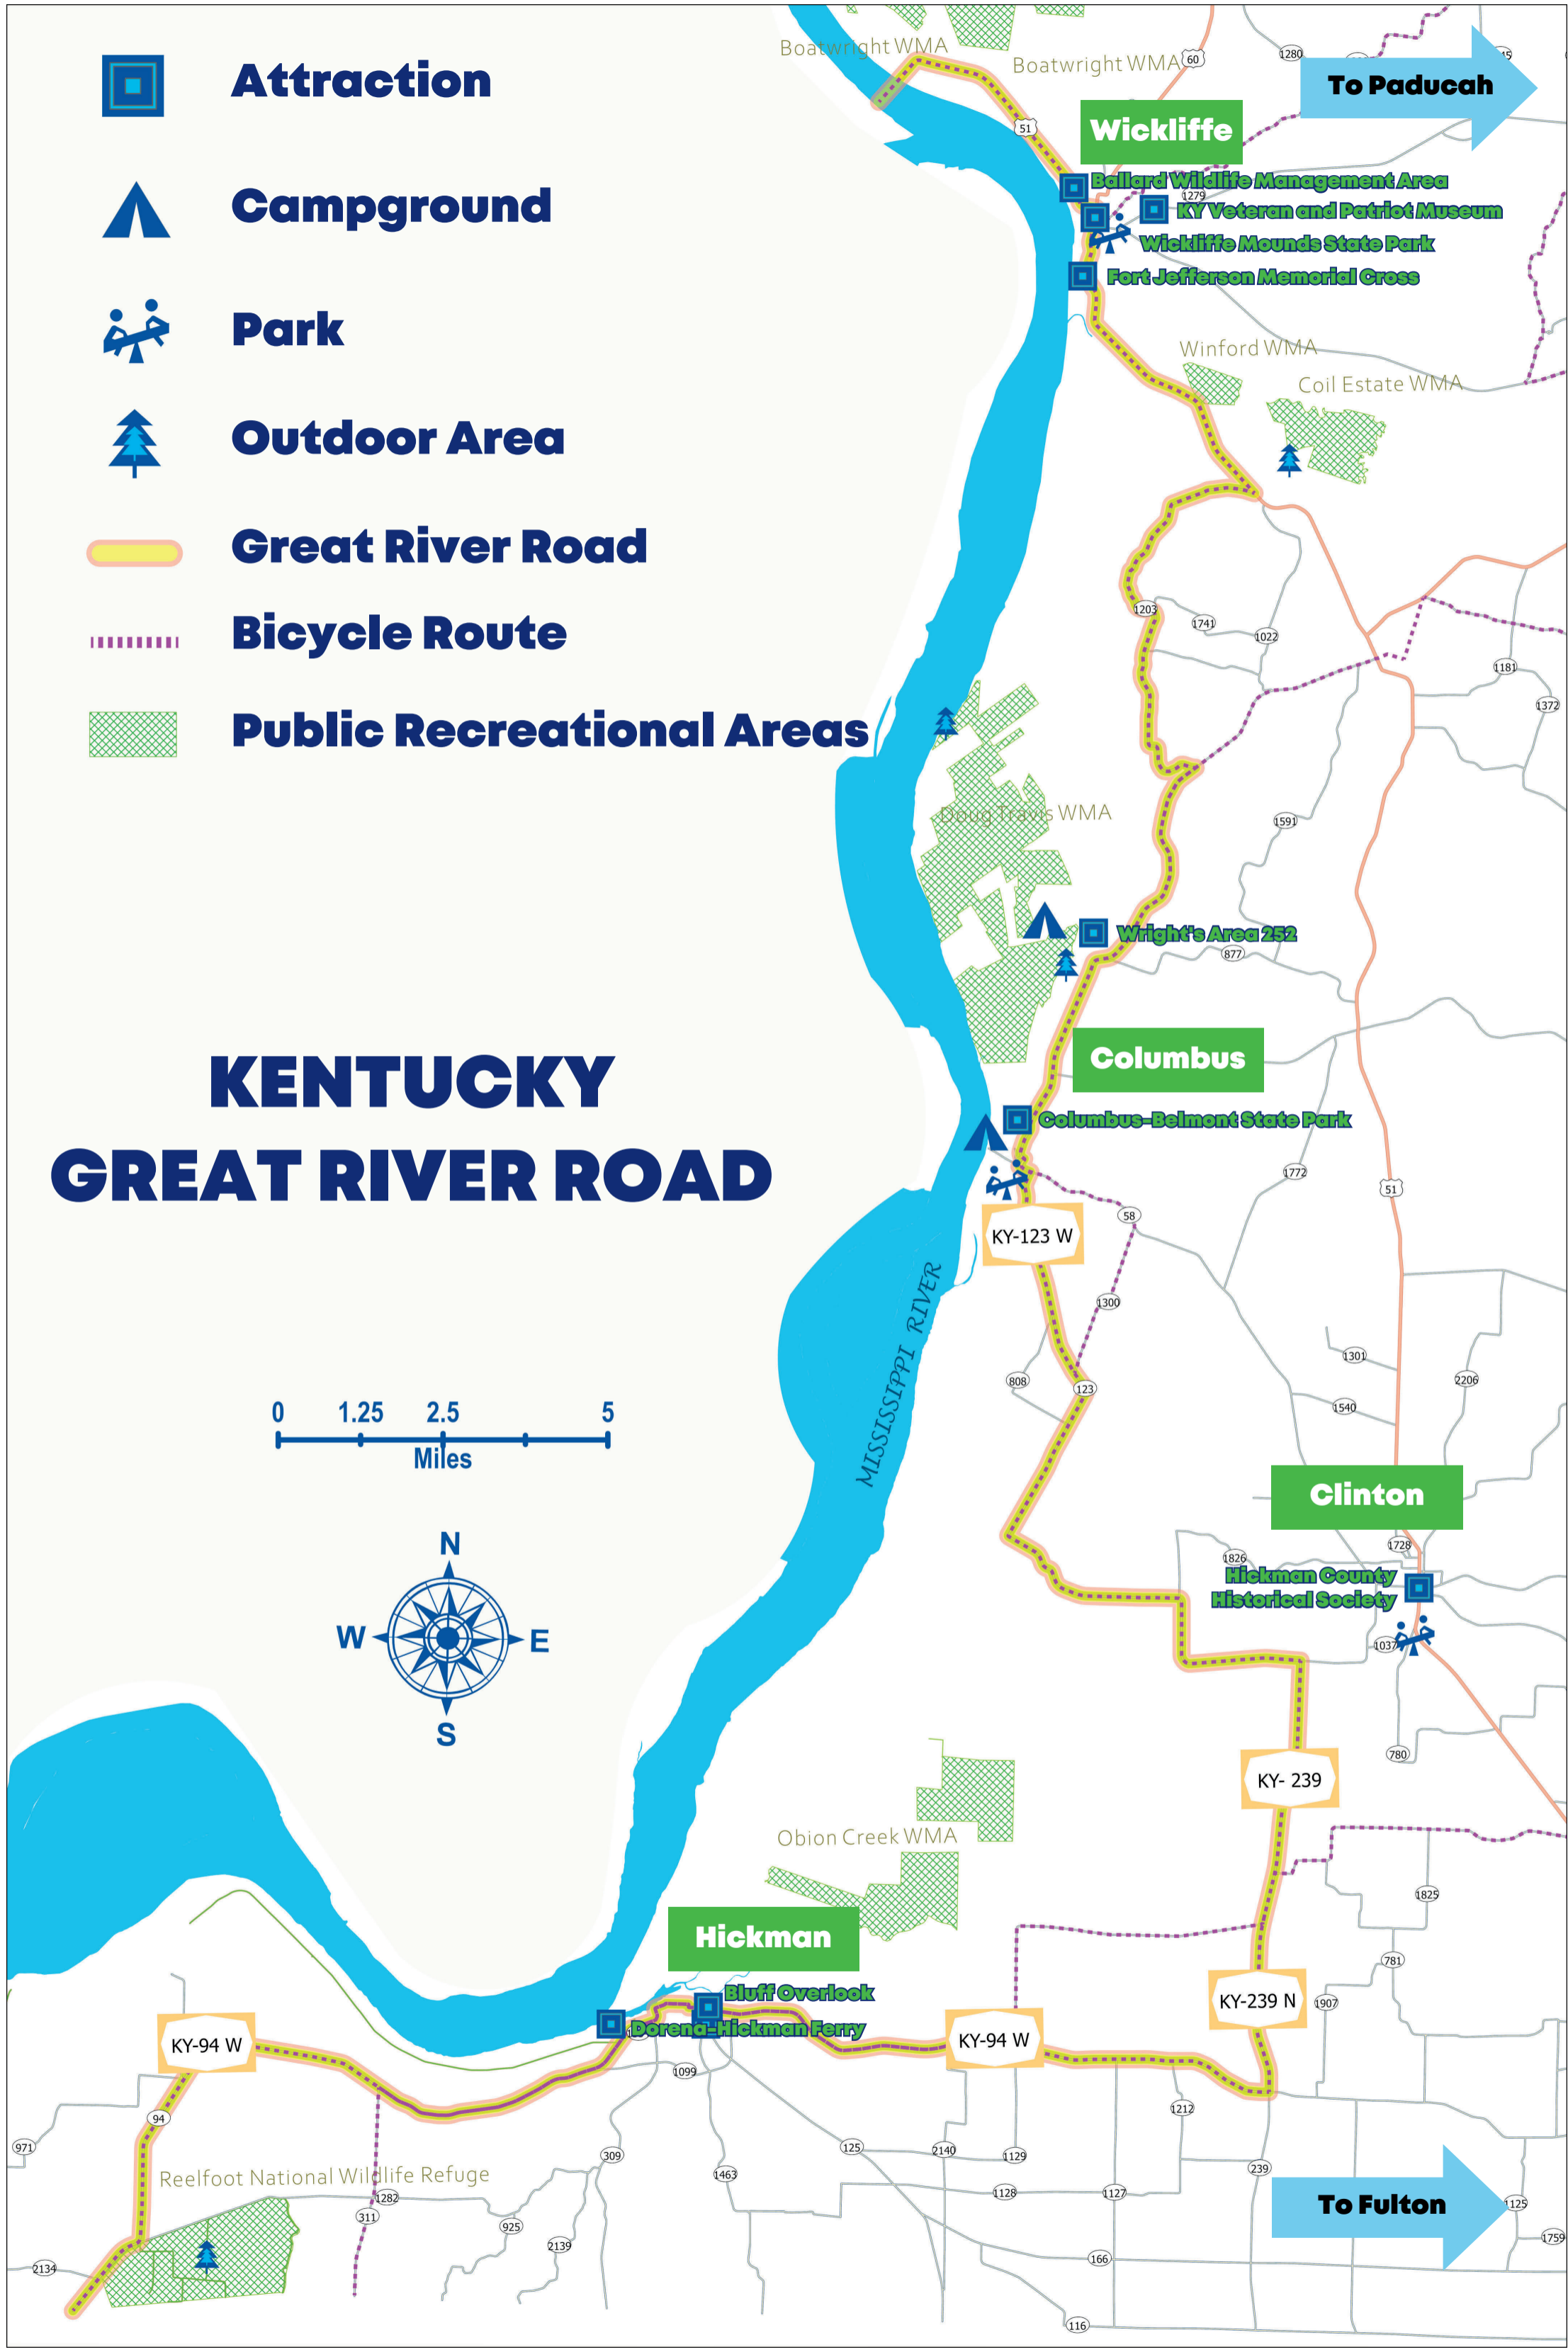 Attraction
Campground
Park
Outdoor Area
Great River Road
Bicycle Route
Public Recreational Areas
KENTUCKY
GREAT RIVER ROAD
0 1.25 2.5 5
Miles
N
W
E
S
Boatwright WMA
Boatwright WMA
60
1280
To Paducah
51
Wickliffe
Ballard Wildlife Management Area
1279
KY Veteran and Patriot Museum
Wickliffe Mounds State Park
Fort Jefferson Memorial Cross
Winford WMA
Coil Estate WMA
1203
1741
1022
1181
1372
Doug Travis WMA
1591
Wright's Area 252
877
Columbus
Columbus-Belmont State Park
1772
51
58
KY-123 W
MISSISSIPPI RIVER
1300
1301
808
123
2206
1540
Clinton
1728
1826
Hickman County
Historical Society
1037
780
KY- 239
Obion Creek WMA
1825
Hickman
781
Bluff Overlook
KY-239 N
1907
Dorena-Hickman Ferry
KY-94 W
KY-94 W
1099
94
1212
971
125
2140
1129
309
239
1463
Reelfoot National Wildlife Refuge
1282
1128
1127
To Fulton
1125
311
925
2139
1759
166
2134
116